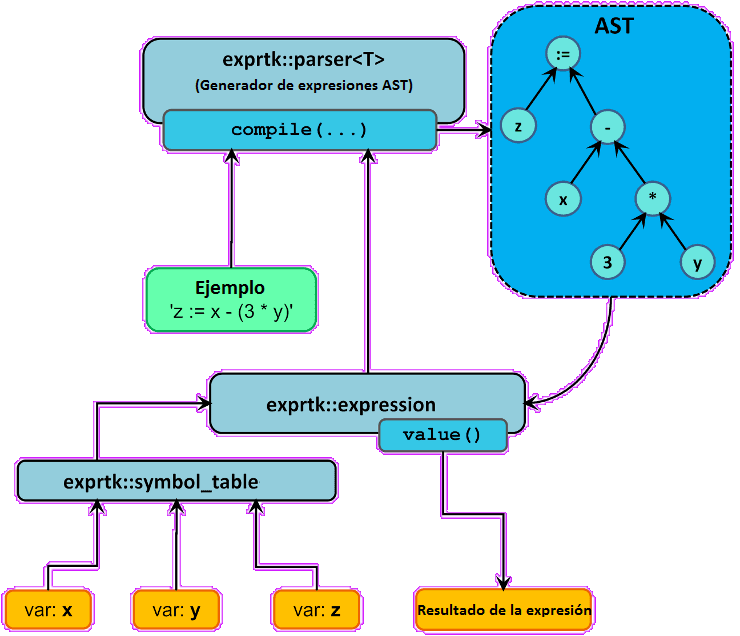 exprtk::parser<T>
(Generador de expresiones AST)
compile(...)
AST
:=
z
-
x
*
3
y
Ejemplo
'z := x - (3 * y)'
exprtk::expression
value()
exprtk::symbol_table
var: x
var: y
var: z
Resultado de la expresión